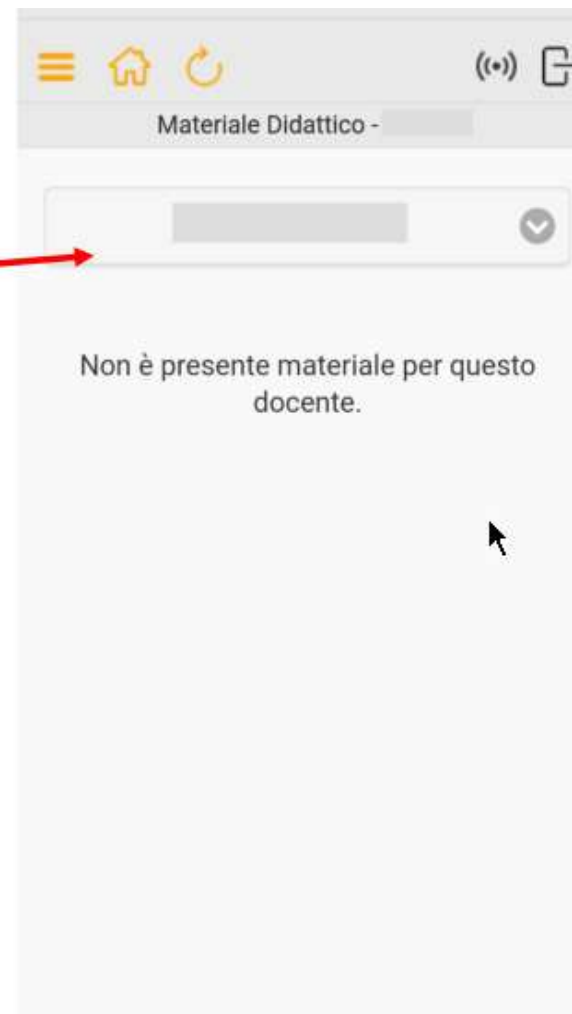 Materiale Didattico -
Non è presente materiale per questo
docente.